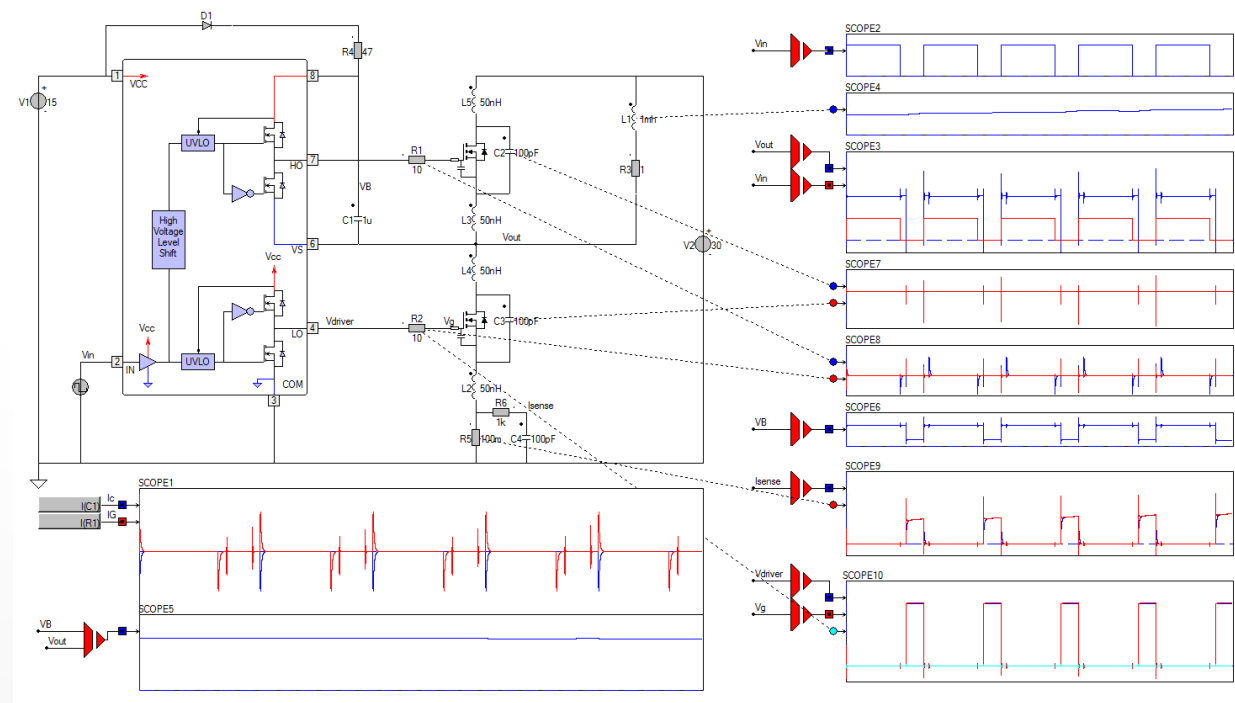 D1
R4 47
V1 15
1
VCC
8
UVLO
HO
7
High
Voltage
Level
Shift
VS
6
Vcc
Vcc
Vin
2
IN
UVLO
LO
4
COM
3
VB
C1 1u
R1
10
Vdriver
R2
10
Vg
L5 50nH
C2 100pF
L3 50nH
Vout
L4 50nH
C3 100pF
L2 50nH
R6
1k
Isense
R5 100m
C4 100pF
L1 1mH
R3 1
V2 30
SCOPE2
Vin
SCOPE4
SCOPE3
Vout
Vin
SCOPE7
SCOPE8
SCOPE6
VB
SCOPE9
Isense
SCOPE10
Vdriver
Vg
SCOPE1
I(C1)
Ic
I(R1)
IG
SCOPE5
VB
Vout